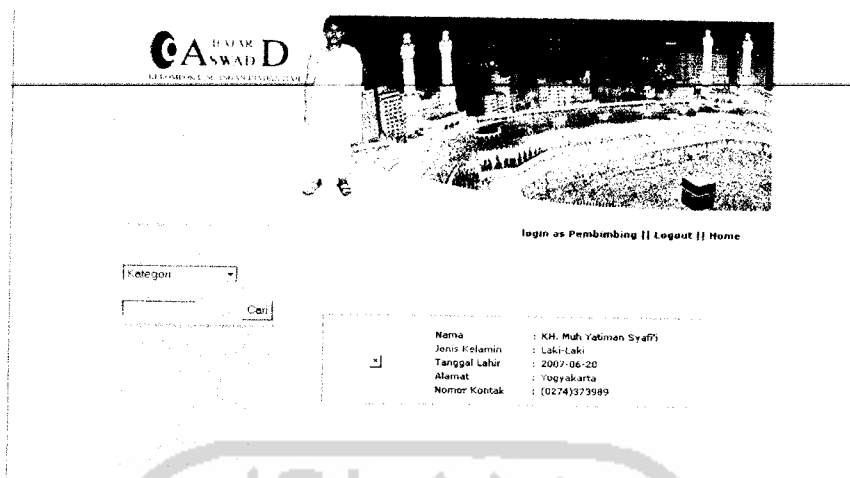 HAJAR
ASWAD
login as Pembimbing || Logout || Home
Kategori
Cari
Nama : KH. Muh Yatiman Syafi'i
Jenis Kelamin : Laki-Laki
Tanggal Lahir : 2007-06-20
Alamat : Yogyakarta
Nomor Kontak : (0274)373989